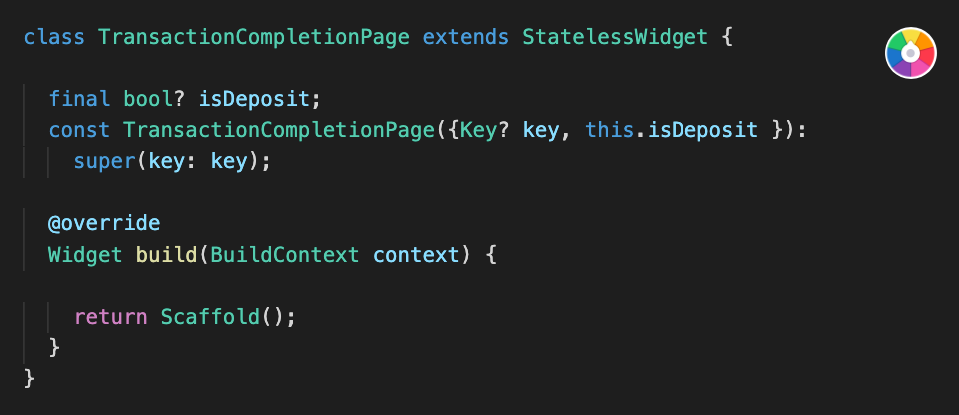 class TransactionCompletionPage extends StatelessWidget {
final bool? isDeposit;
const TransactionCompletionPage({Key? key, this.isDeposit }):
super(key: key);
@override
Widget build(BuildContext context) {
return Scaffold();
}
}